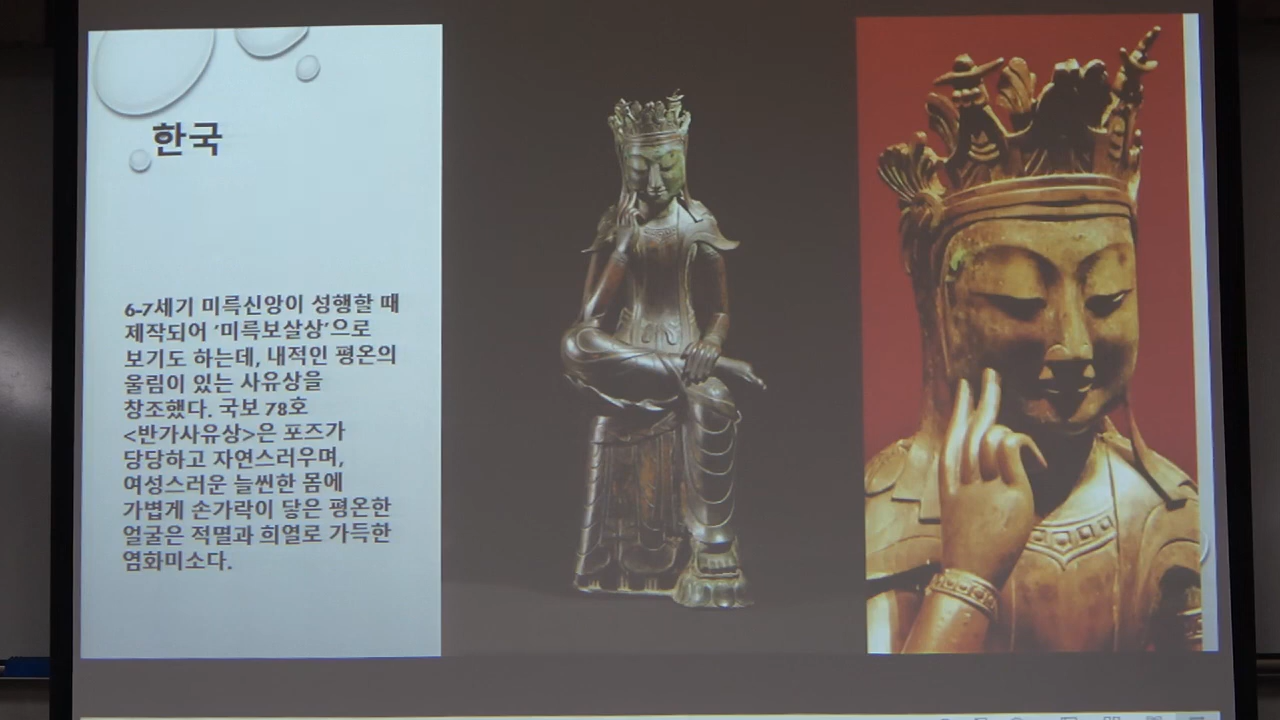 한국
6-7세기 미륵신앙이 성행할 때
제작되어 ‘미륵보살상’으로
보기도 하는데, 내적인 평온의
울림이 있는 사유상을
창조했다. 국보 78호
<반가사유상>은 포즈가
당당하고 자연스러우며,
여성스러운 늘씬한 몸에
가볍게 손가락이 닿은 평온한
얼굴은 적멸과 희열로 가득한
염화미소다.